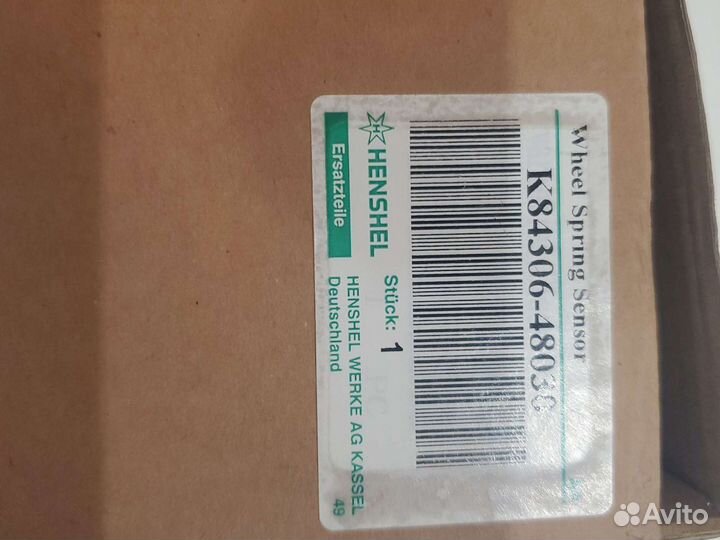 Wheel Spring Sensor
K84306-48030
H
HENSHEL
Stück: 1
Ersatzteile
HENSHEL WERKE AG KASSEL
Deutschland
49
Avito